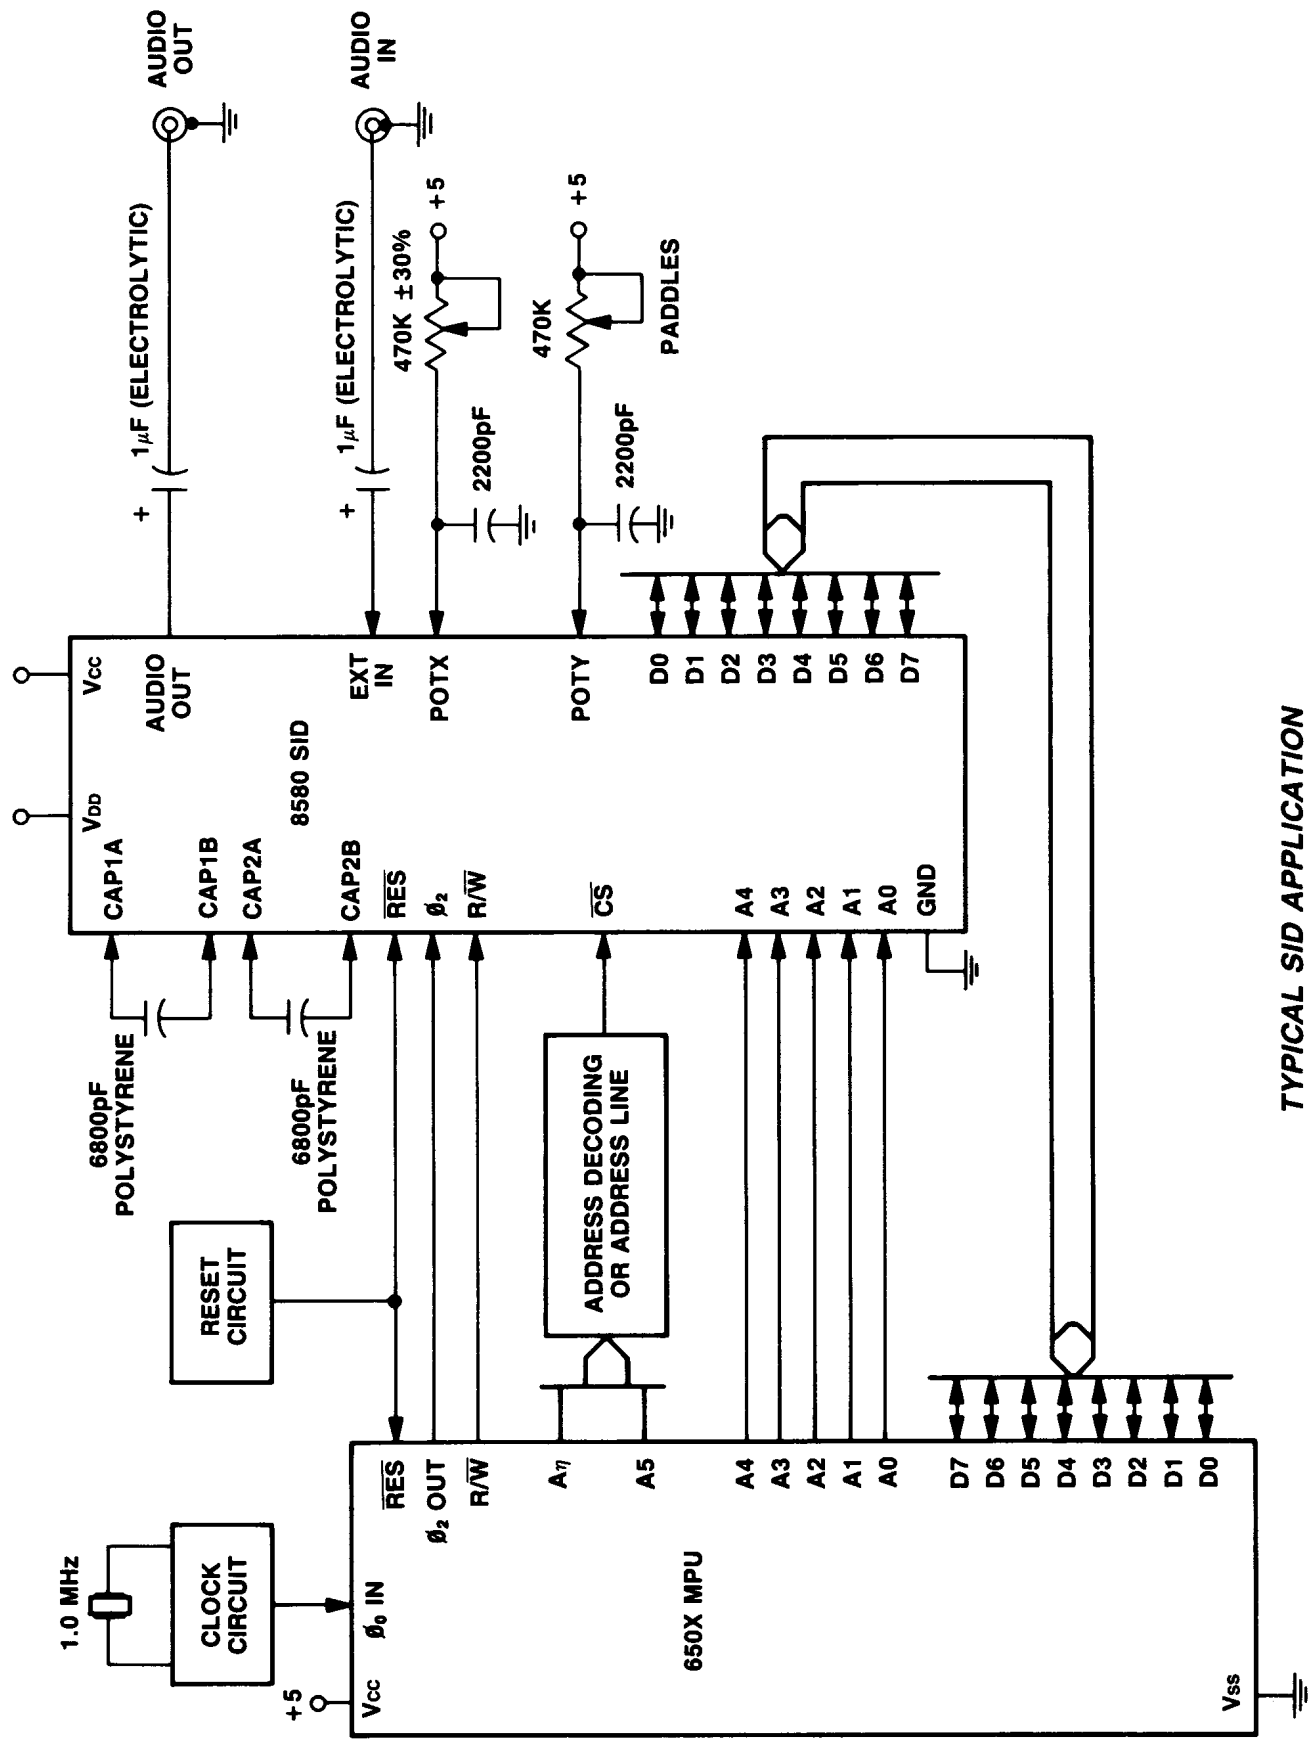 1.0 MHz
CLOCK
CIRCUIT
+5
Vcc
ø₀ IN
650X MPU
Vss
R̅E̅S̅
ø₂ OUT
R/W̅
Aη
A5
A4
A3
A2
A1
A0
D7
D6
D5
D4
D3
D2
D1
D0
RESET
CIRCUIT
ADDRESS DECODING
OR ADDRESS LINE
6800pF
POLYSTYRENE
6800pF
POLYSTYRENE
CAP1A
CAP1B
CAP2A
CAP2B
R̅E̅S̅
ø₂
R/W̅
C̅S̅
A4
A3
A2
A1
A0
GND
VDD
Vcc
8580 SID
AUDIO
OUT
EXT
IN
POTX
POTY
D0
D1
D2
D3
D4
D5
D6
D7
+
1μF (ELECTROLYTIC)
AUDIO
OUT
+
1μF (ELECTROLYTIC)
AUDIO
IN
2200pF
470K ±30%
+5
2200pF
470K
+5
PADDLES
TYPICAL SID APPLICATION